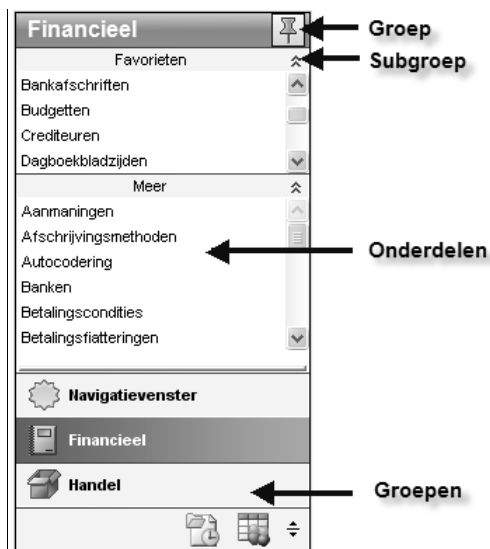 Financieel
Groep
Favorieten
Subgroep
Bankafschriften
Budgetten
Crediteuren
Dagboekbladzijden
Meer
Aanmaningen
Afschrijvingsmethoden
Onderdelen
Autocodering
Banken
Betalingscondities
Betalingsfiatteringen
Navigatievenster
Financieel
Handel
Groepen